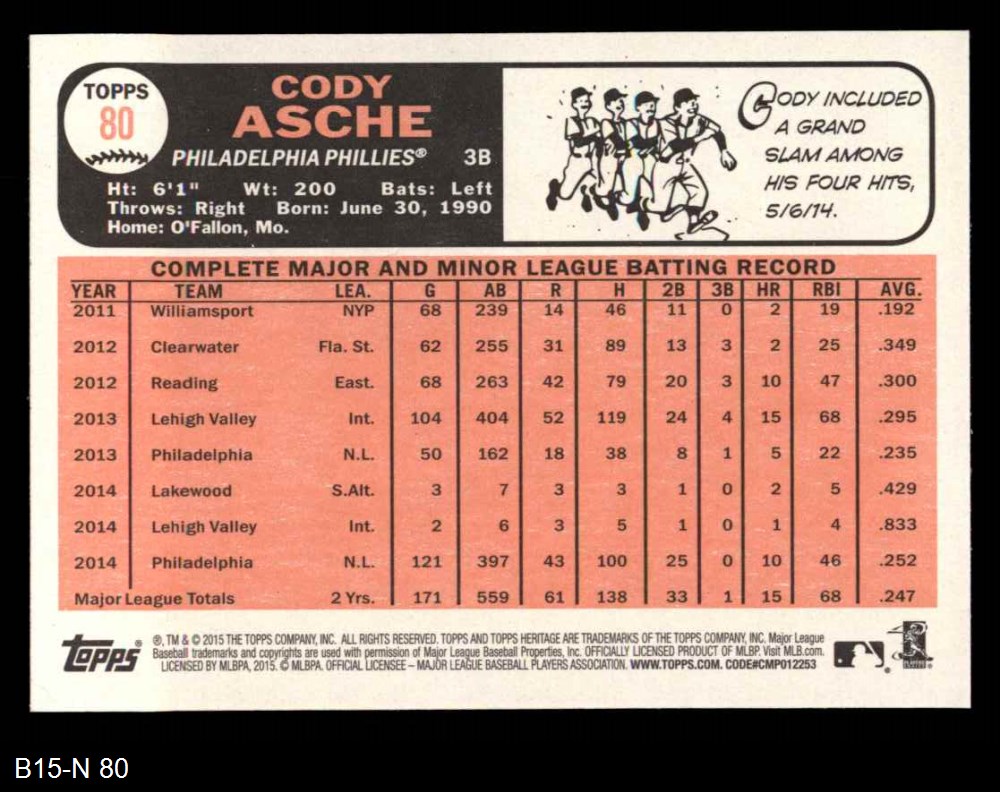 TOPPS
80
CODY
ASCHE
PHILADELPHIA PHILLIES® 3B
Ht: 6'1" Wt: 200 Bats: Left
Throws: Right Born: June 30, 1990
Home: O'Fallon, Mo.
CODY INCLUDED
A GRAND
SLAM AMONG
HIS FOUR HITS,
5/6/14.
COMPLETE MAJOR AND MINOR LEAGUE BATTING RECORD
YEAR TEAM LEA. G AB R H 2B 3B HR RBI AVG.
2011 Williamsport NYP 68 239 14 46 11 0 2 19 .192
2012 Clearwater Fla. St. 62 255 31 89 13 3 2 25 .349
2012 Reading East. 68 263 42 79 20 3 10 47 .300
2013 Lehigh Valley Int. 104 404 52 119 24 4 15 68 .295
2013 Philadelphia N.L. 50 162 18 38 8 1 5 22 .235
2014 Lakewood S.Alt. 3 7 3 3 1 0 2 5 .429
2014 Lehigh Valley Int. 2 6 3 5 1 0 1 4 .833
2014 Philadelphia N.L. 121 397 43 100 25 0 10 46 .252
Major League Totals 2 Yrs. 171 559 61 138 33 1 15 68 .247
Topps®
®, TM & © 2015 THE TOPPS COMPANY, INC. ALL RIGHTS RESERVED. TOPPS AND TOPPS HERITAGE ARE TRADEMARKS OF THE TOPPS COMPANY, INC. Major League
Baseball trademarks and copyrights are used with permission of Major League Baseball Properties, Inc. OFFICIALLY LICENSED PRODUCT OF MLBP. Visit MLB.com.
LICENSED BY MLBPA, 2015. © MLBPA. OFFICIAL LICENSEE – MAJOR LEAGUE BASEBALL PLAYERS ASSOCIATION. WWW.TOPPS.COM. CODE#CMP012253
B15-N 80